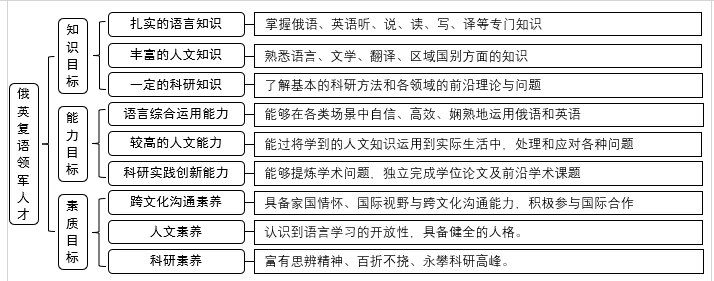 俄英复语领军人才
知识目标
扎实的语言知识
掌握俄语、英语听、说、读、写、译等专门知识
丰富的人文知识
熟悉语言、文学、翻译、区域国别方面的知识
一定的科研知识
了解基本的科研方法和各领域的前沿理论与问题
能力目标
语言综合运用能力
能够在各类场景中自信、高效、娴熟地运用俄语和英语
较高的人文能力
能过将学到的人文知识运用到实际生活中，处理和应对各种问题
科研实践创新能力
能够提炼学术问题，独立完成学位论文及前沿学术课题
素质目标
跨文化沟通素养
具备家国情怀、国际视野与跨文化沟通能力，积极参与国际合作
人文素养
认识到语言学习的开放性，具备健全的人格。
科研素养
富有思辨精神、百折不挠、永攀科研高峰。